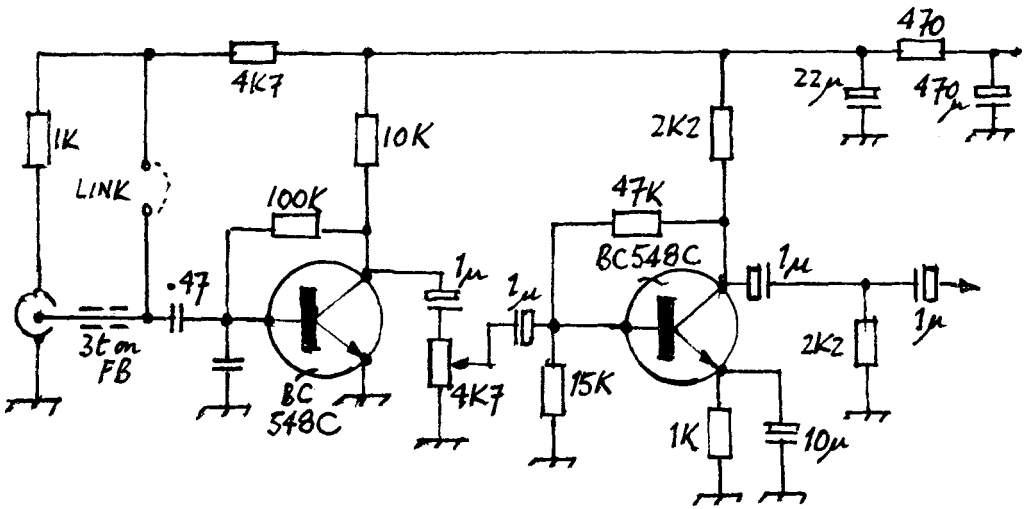 470
4K7
22µ
470
µ
1K
10K
2K2
LINK
100K
47K
BC548C
.47
1µ
1µ
1µ
3t on
FB
4K7
15K
2K2
1µ
BC
548C
1K
10µ